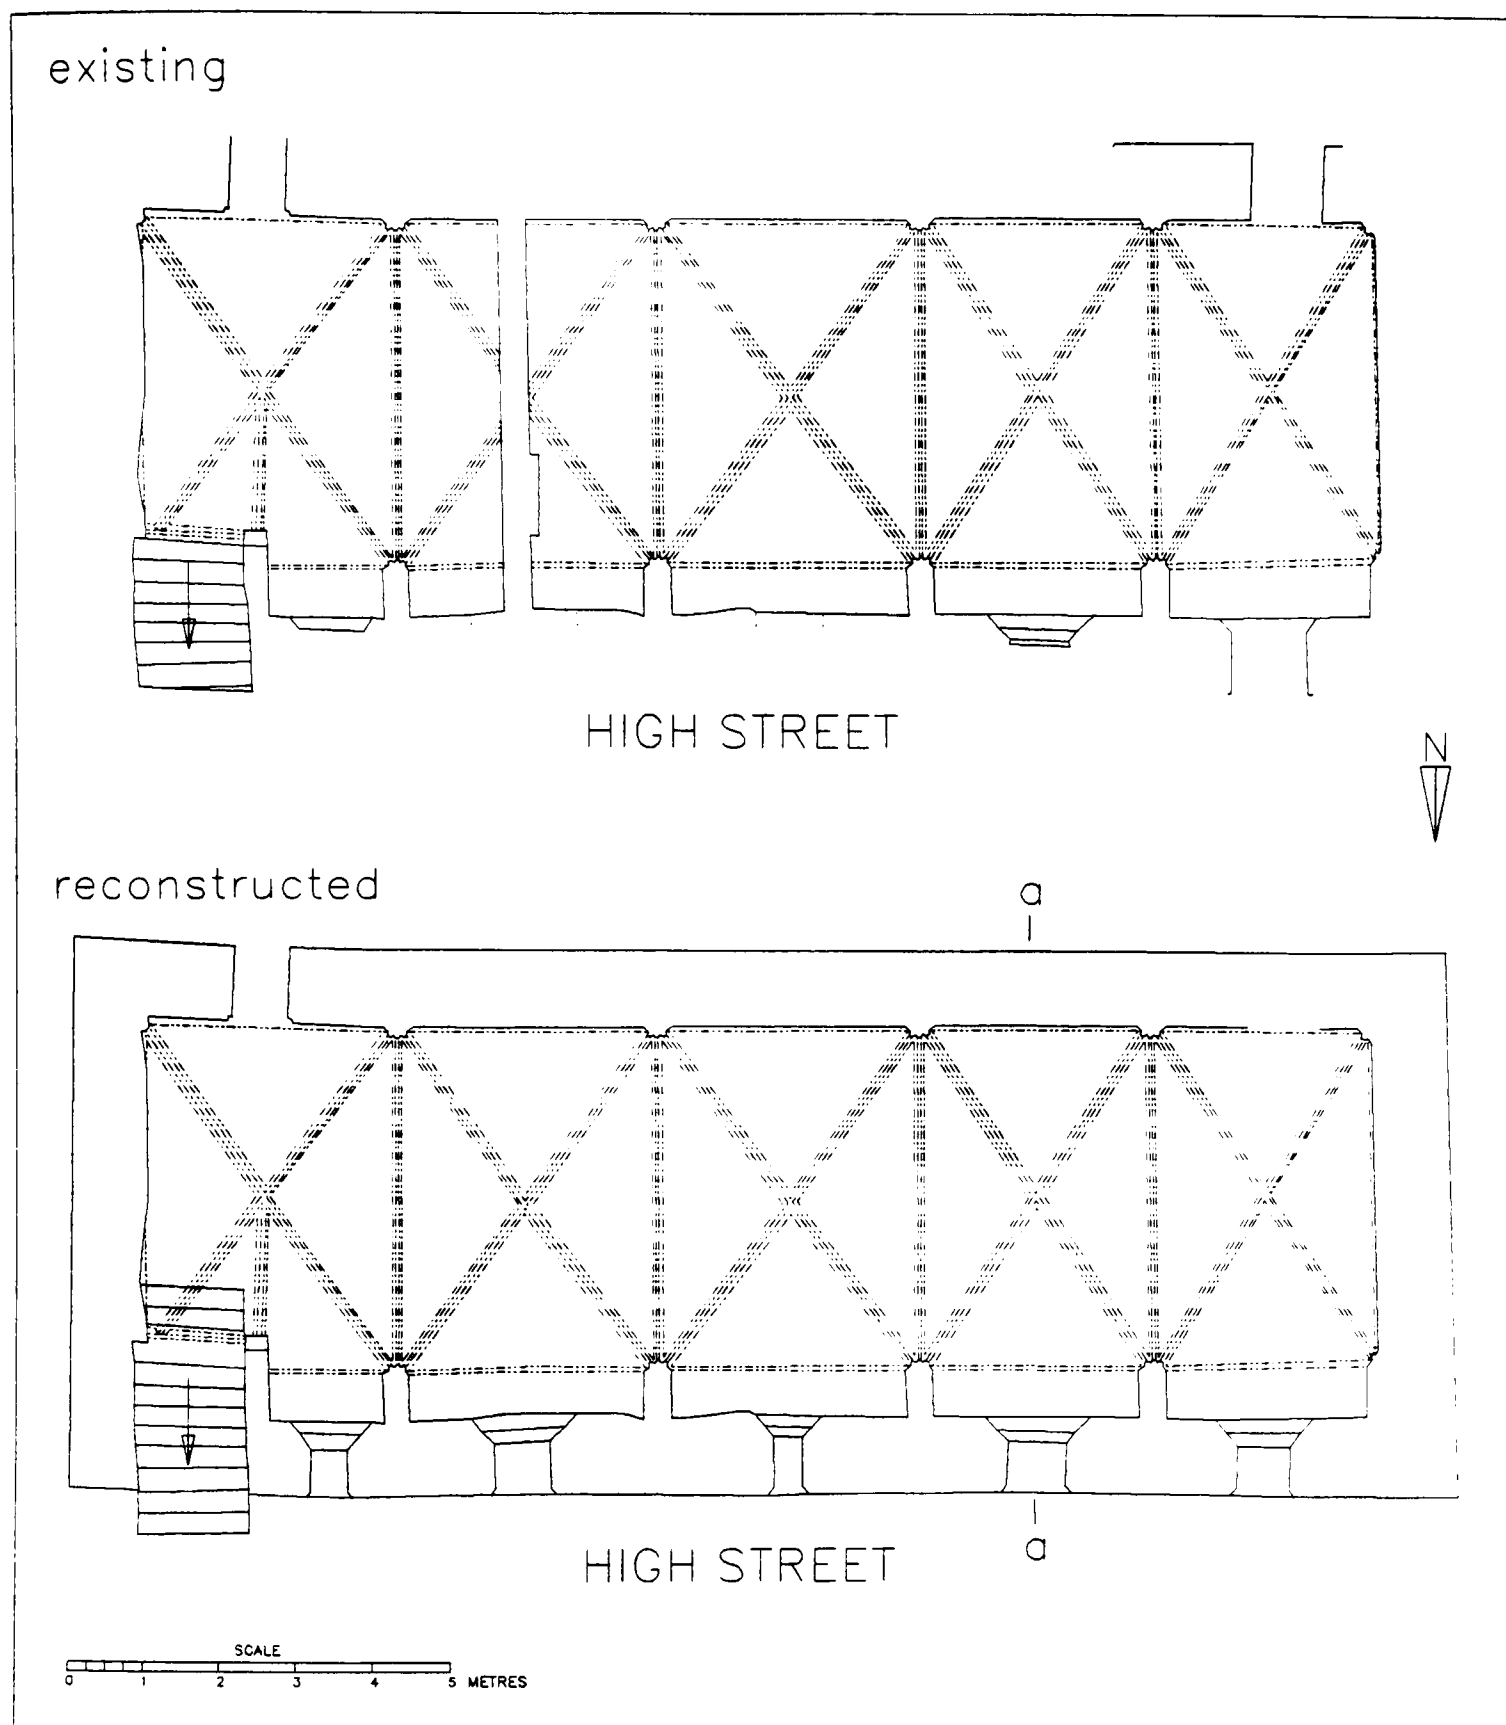 existing
HIGH STREET
N
reconstructed
a
a
HIGH STREET
SCALE
0 1 2 3 4 5 METRES